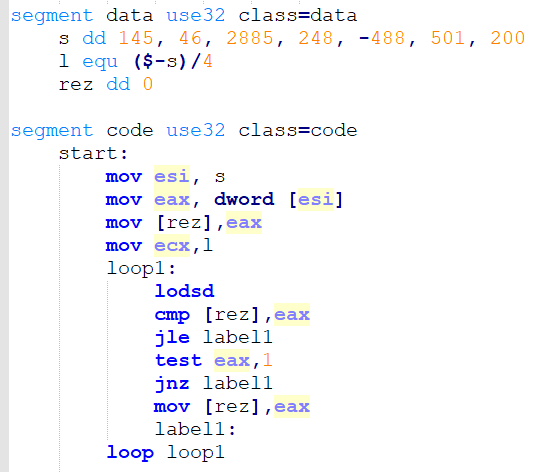 segment data use32 class=data
s dd 145, 46, 2885, 248, -488, 501, 200
l equ ($-s)/4
rez dd 0
segment code use32 class=code
start:
mov esi, s
mov eax, dword [esi]
mov [rez],eax
mov ecx,l
loop1:
lodsd
cmp [rez],eax
jle label1
test eax,1
jnz label1
mov [rez],eax
label1:
loop loop1